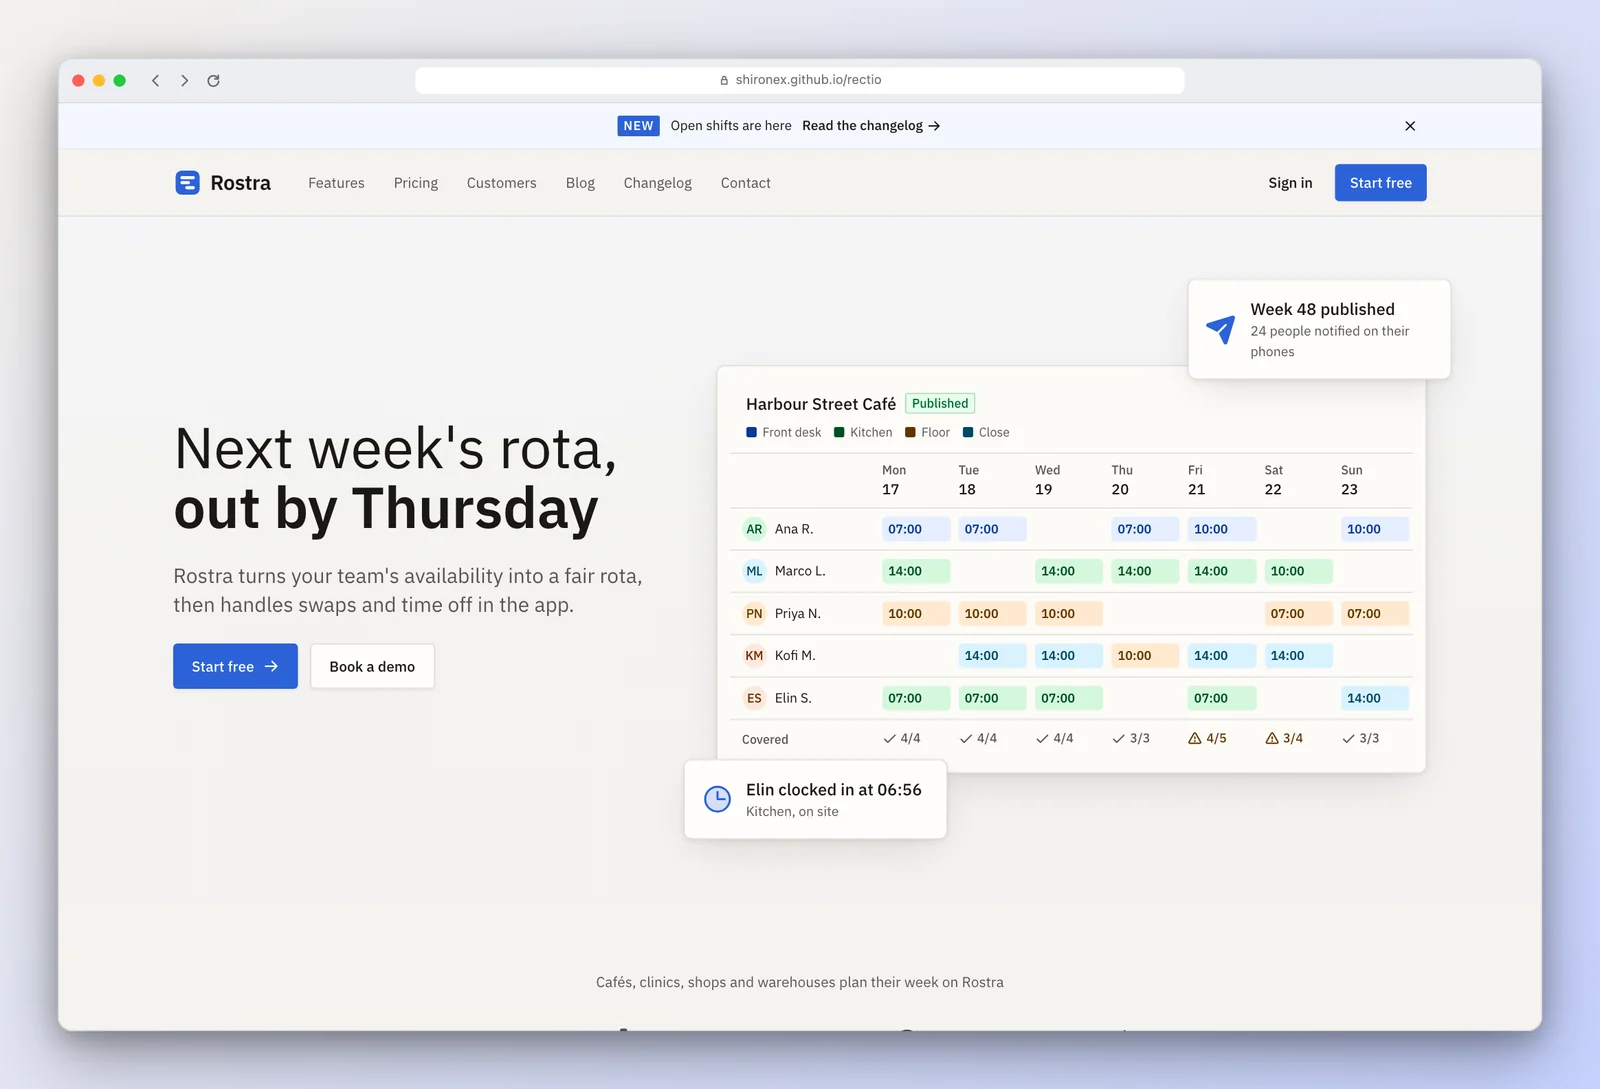 shironex.github.io/rectio
NEW Open shifts are here Read the changelog →
Rostra Features Pricing Customers Blog Changelog Contact Sign in Start free
Week 48 published
24 people notified on their
phones
Next week's rota,
out by Thursday
Rostra turns your team's availability into a fair rota,
then handles swaps and time off in the app.
Start free → Book a demo
Harbour Street Café Published
Front desk Kitchen Floor Close
Mon Tue Wed Thu Fri Sat Sun
17 18 19 20 21 22 23
AR Ana R. 07:00 07:00 07:00 10:00 10:00
ML Marco L. 14:00 14:00 14:00 14:00 10:00
PN Priya N. 10:00 10:00 10:00 07:00 07:00
KM Kofi M. 14:00 14:00 10:00 14:00 14:00
ES Elin S. 07:00 07:00 07:00 07:00 14:00
Covered 4/4 4/4 4/4 3/3 4/5 3/4 3/3
Elin clocked in at 06:56
Kitchen, on site
Cafés, clinics, shops and warehouses plan their week on Rostra